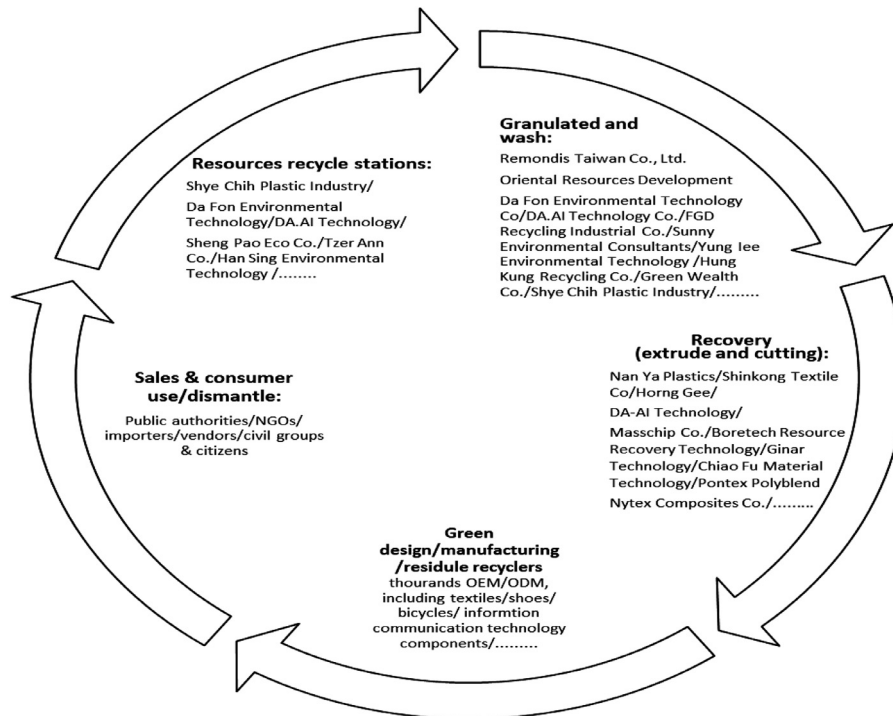 Resources recycle stations:
Shye Chih Plastic Industry/
Da Fon Environmental
Technology/DA.AI Technology/
Sheng Pao Eco Co./Tzer Ann
Co./Han Sing Environmental
Technology /........
Granulated and
wash:
Remondis Taiwan Co., Ltd.
Oriental Resources Development
Da Fon Environmental Technology
Co/DA.AI Technology Co./FGD
Recycling Industrial Co./Sunny
Environmental Consultants/Yung Iee
Environmental Technology /Hung
Kung Recycling Co./Green Wealth
Co./Shye Chih Plastic Industry/.........
Recovery
(extrude and cutting):
Nan Ya Plastics/Shinkong Textile
Co/Horng Gee/
DA-AI Technology/
Masschip Co./Boretech Resource
Recovery Technology/Ginar
Technology/Chiao Fu Material
Technology/Pontex Polyblend
Nytex Composites Co./.........
Green
design/manufacturing
/residule recyclers
thourands OEM/ODM,
including textiles/shoes/
bicycles/ informtion
communication technology
components/.........
Sales & consumer
use/dismantle:
Public authorities/NGOs/
importers/vendors/civil groups
& citizens